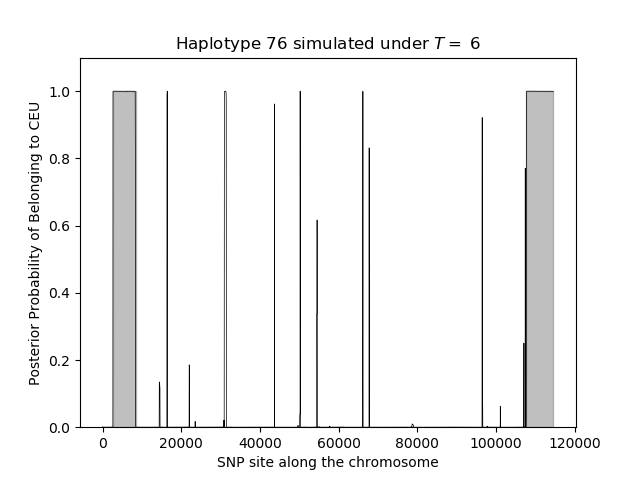 Haplotype 76 simulated under T = 6
Posterior Probability of Belonging to CEU
1.0
0.8
0.6
0.4
0.2
0.0
0 20000 40000 60000 80000 100000 120000
SNP site along the chromosome